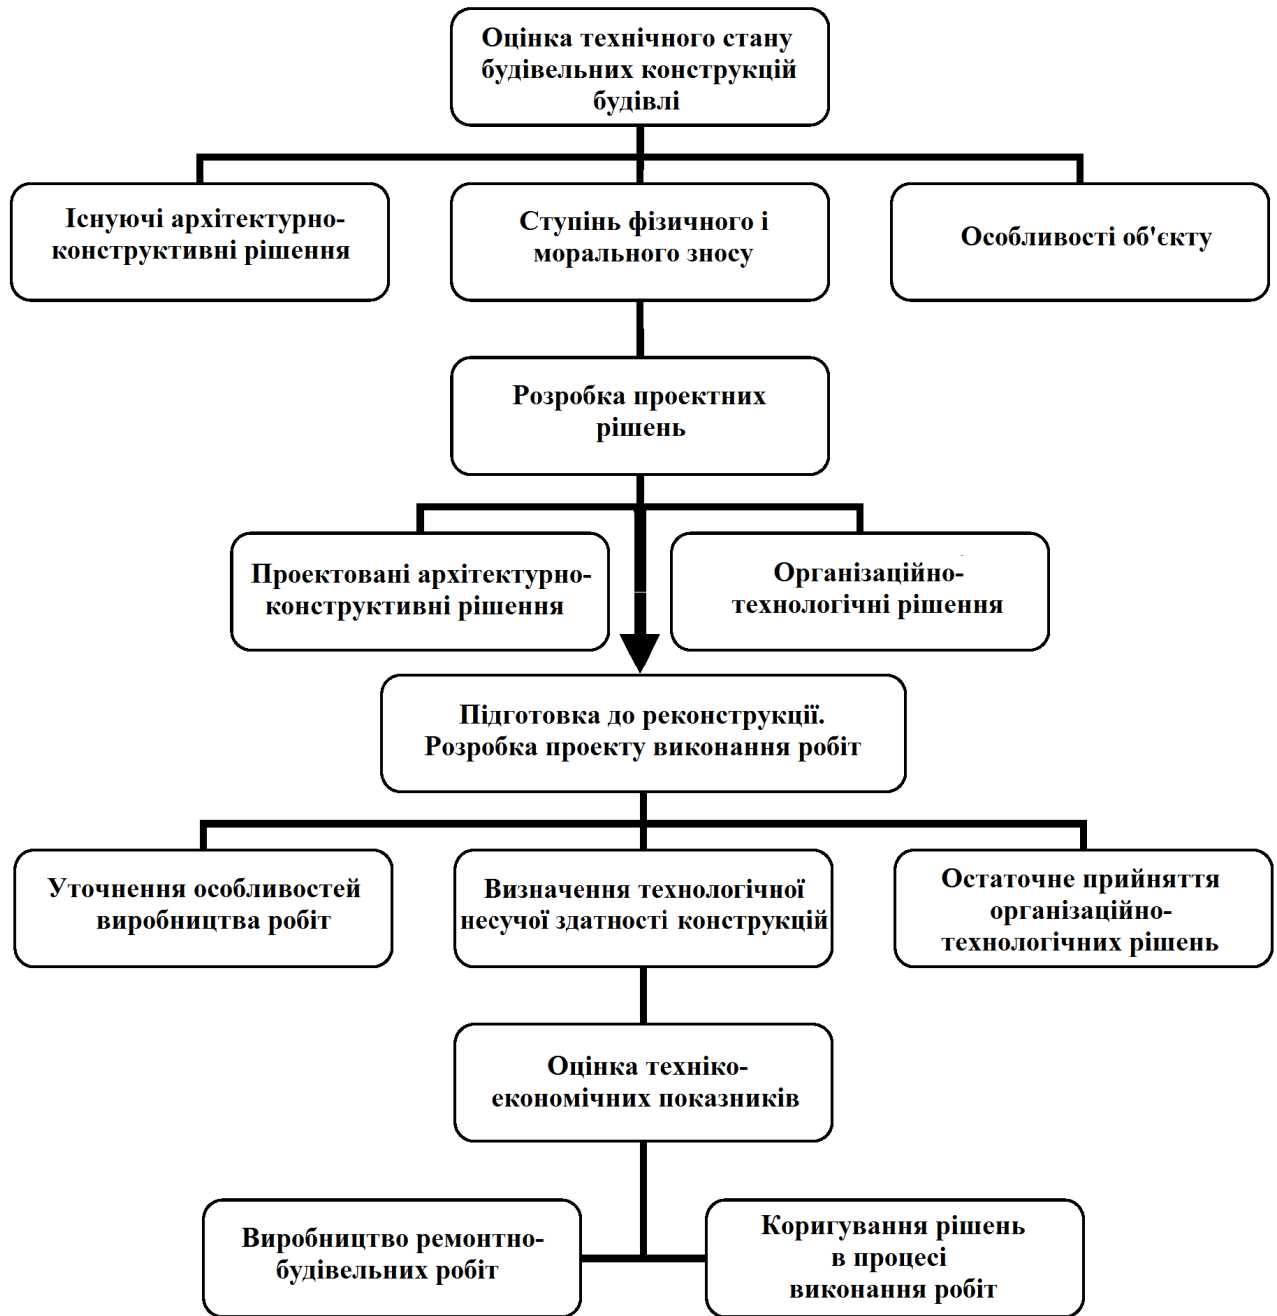 Оцінка технічного стану
будівельних конструкцій
будівлі
Існуючі архітектурно-
конструктивні рішення
Ступінь фізичного і
морального зносу
Особливості об'єкту
Розробка проектних
рішень
Проектовані архітектурно-
конструктивні рішення
Організаційно-
технологічні рішення
Підготовка до реконструкції.
Розробка проекту виконання робіт
Уточнення особливостей
виробництва робіт
Визначення технологічної
несучої здатності конструкцій
Остаточне прийняття
організаційно-
технологічних рішень
Оцінка техніко-
економічних показників
Виробництво ремонтно-
будівельних робіт
Коригування рішень
в процесі
виконання робіт